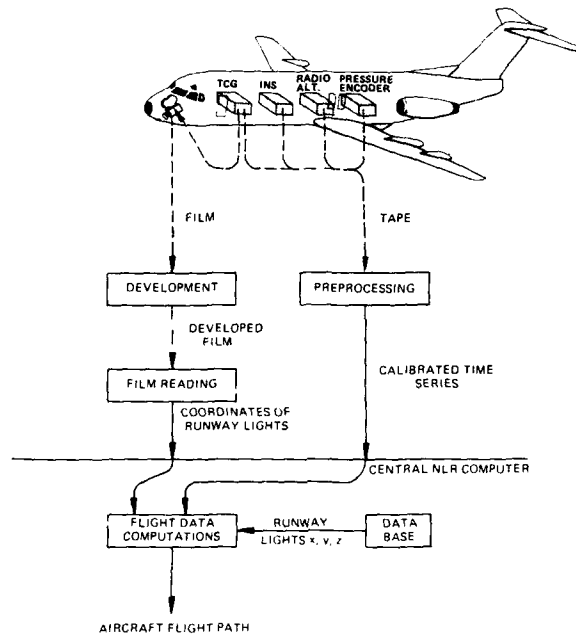 TCG
INS
RADIO
ALT.
PRESSURE
ENCODER
FILM
TAPE
DEVELOPMENT
PREPROCESSING
DEVELOPED
FILM
FILM READING
CALIBRATED TIME
SERIES
COORDINATES OF
RUNWAY LIGHTS
CENTRAL NLR COMPUTER
FLIGHT DATA
COMPUTATIONS
RUNWAY
LIGHTS x, y, z
DATA
BASE
AIRCRAFT FLIGHT PATH